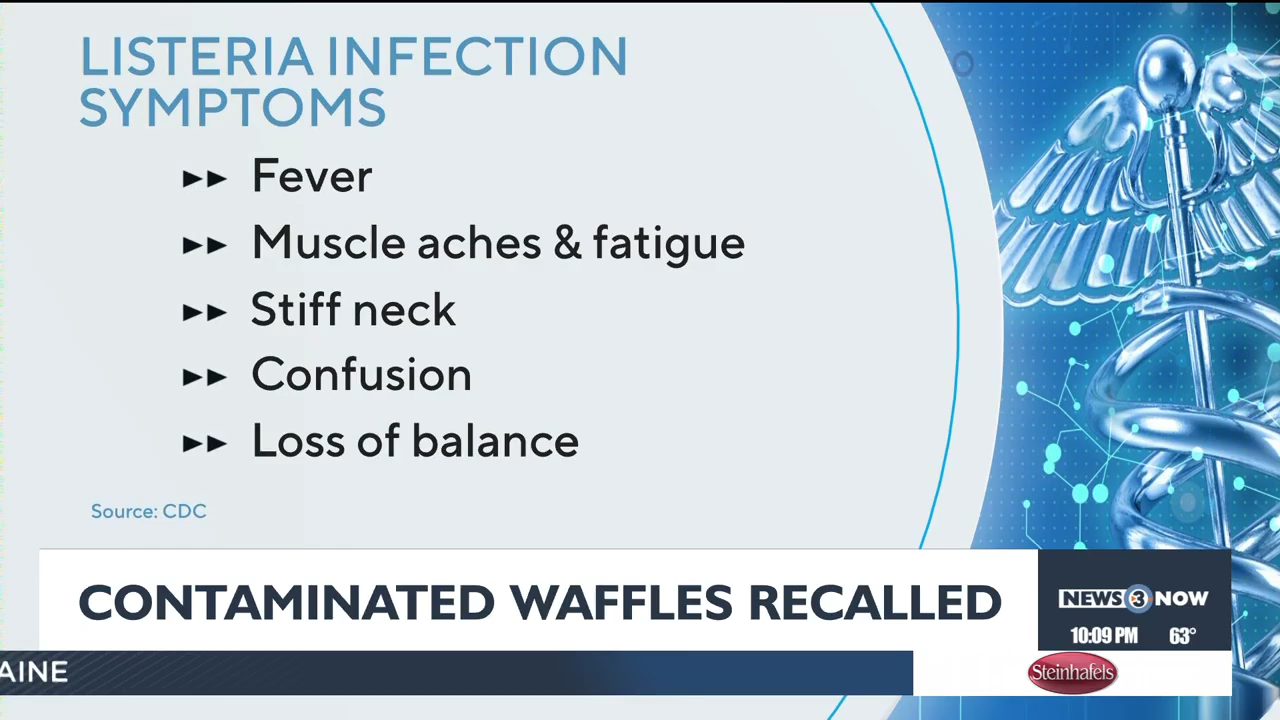 LISTERIA INFECTION
SYMPTOMS
►► Fever
►► Muscle aches & fatigue
►► Stiff neck
►► Confusion
►► Loss of balance
Source: CDC
CONTAMINATED WAFFLES RECALLED
NEWS 3 NOW
10:09 PM 63°
AINE
Steinhafels